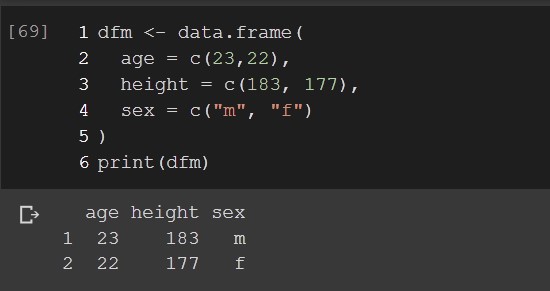 [69] 1 dfm <- data.frame(
2   age = c(23,22),
3   height = c(183, 177),
4   sex = c("m", "f")
5 )
6 print(dfm)
  age height sex
1  23    183   m
2  22    177   f